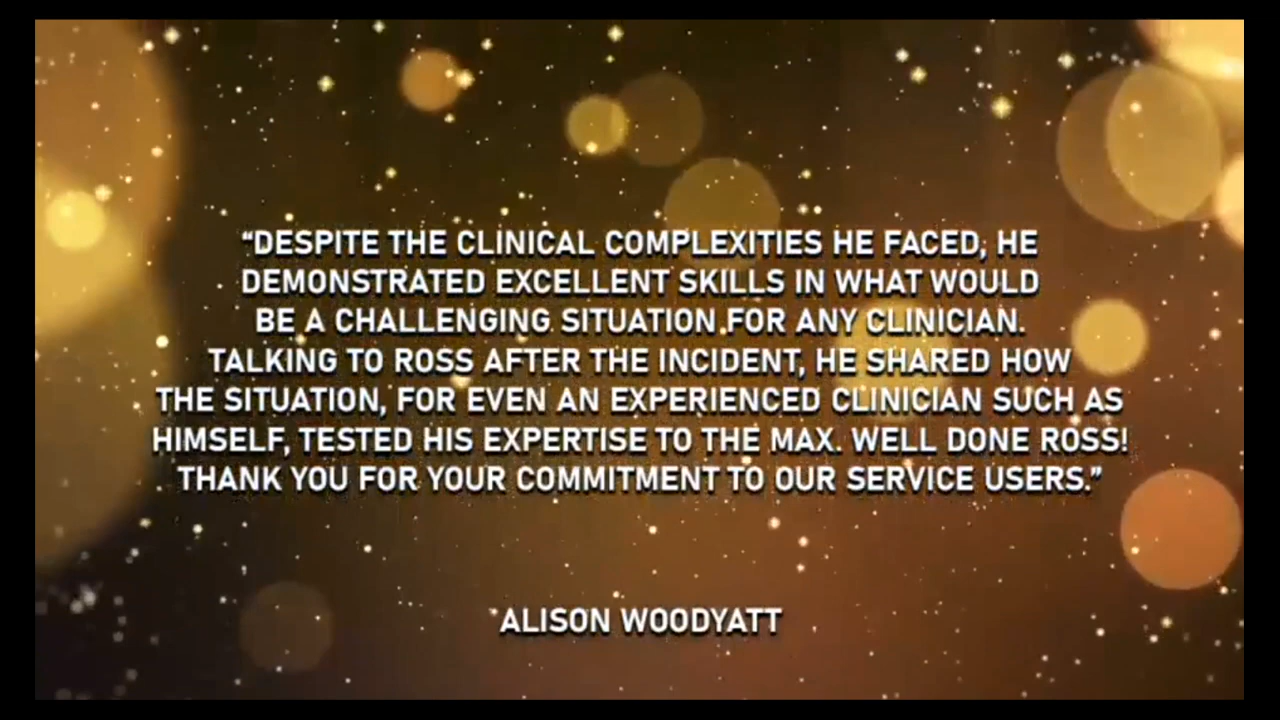 “DESPITE THE CLINICAL COMPLEXITIES HE FACED, HE
DEMONSTRATED EXCELLENT SKILLS IN WHAT WOULD
BE A CHALLENGING SITUATION FOR ANY CLINICIAN.
TALKING TO ROSS AFTER THE INCIDENT, HE SHARED HOW
THE SITUATION, FOR EVEN AN EXPERIENCED CLINICIAN SUCH AS
HIMSELF, TESTED HIS EXPERTISE TO THE MAX. WELL DONE ROSS!
THANK YOU FOR YOUR COMMITMENT TO OUR SERVICE USERS.”
ALISON WOODYATT